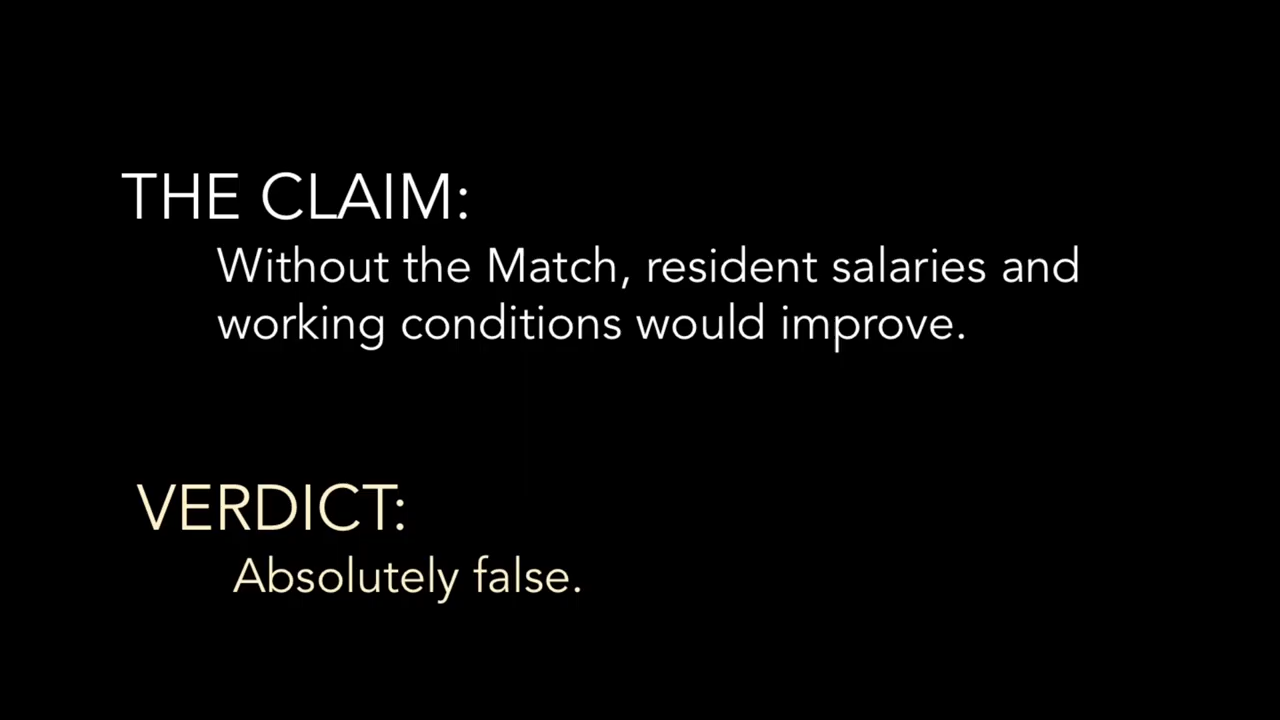 THE CLAIM:
Without the Match, resident salaries and
working conditions would improve.
VERDICT:
Absolutely false.